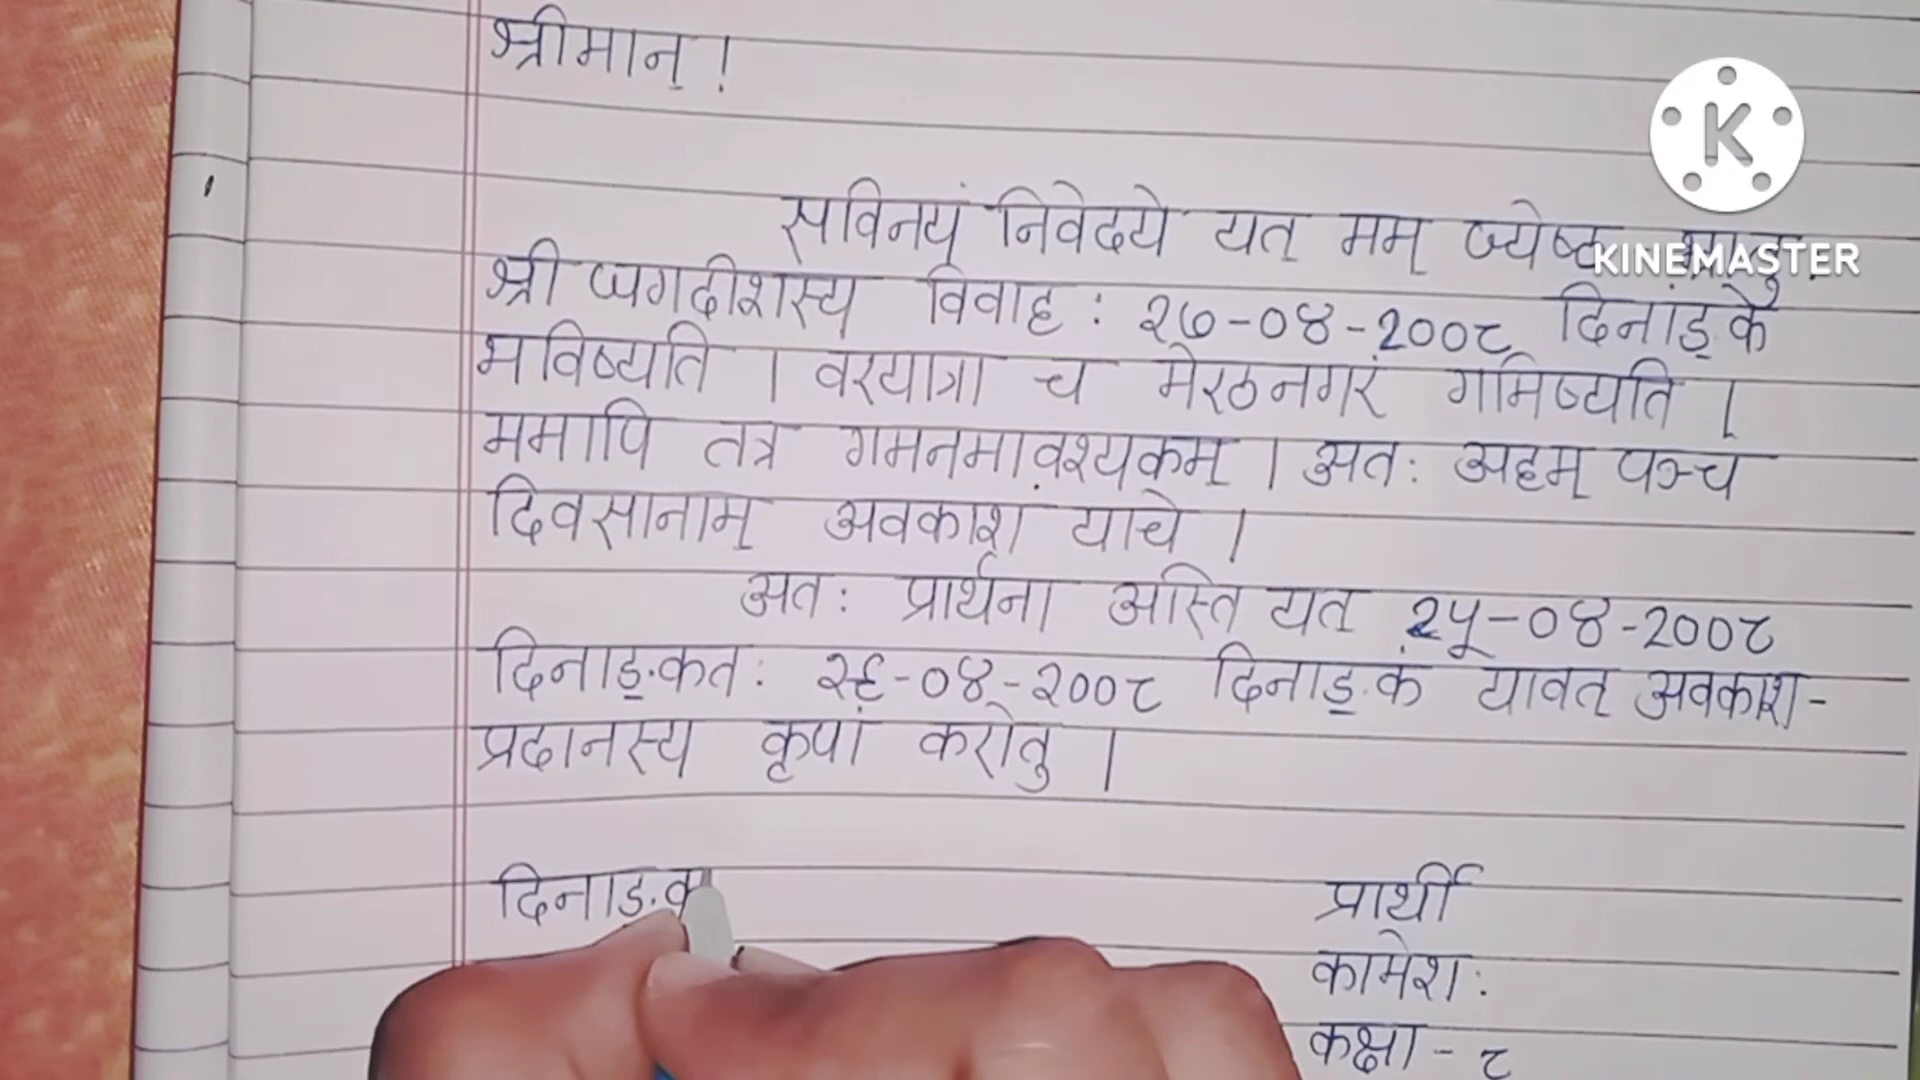 श्रीमान् !
सविनयं निवेदये यत् मम् ज्येष्ठ
KINEMASTER
श्री जगदीशस्य विवाह : २७-०४-२००८ दिनाङ्के
भविष्यति । वरयात्रा च मेरठनगरं गमिष्यति ।
ममापि तत्र गमनमावश्यकम् । अत: अहम् पञ्च
दिवसानाम् अवकाशं याचे ।
अत: प्रार्थना अस्ति यत् २५-०४-२००८
दिनाङ्कत: २९-०४-२००८ दिनाङ्कं यावत् अवकाश-
प्रदानस्य कृपां करोतु ।
दिनाङ्क
प्रार्थी
कामेश:
कक्षा - ८